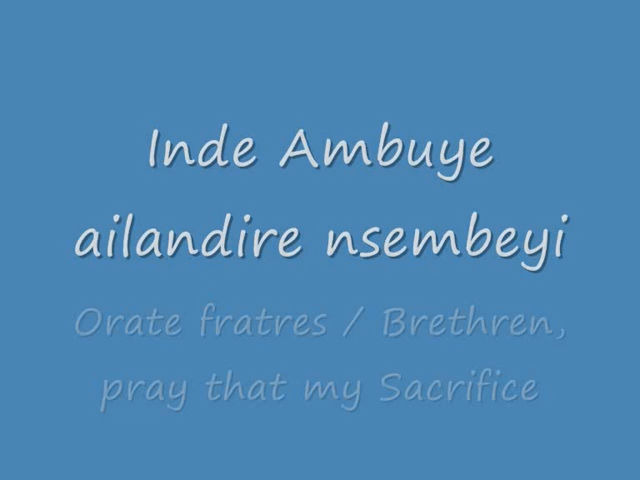 Inde Ambuye
ailandire nsembeyi
Orate fratres / Brethren,
pray that my Sacrifice